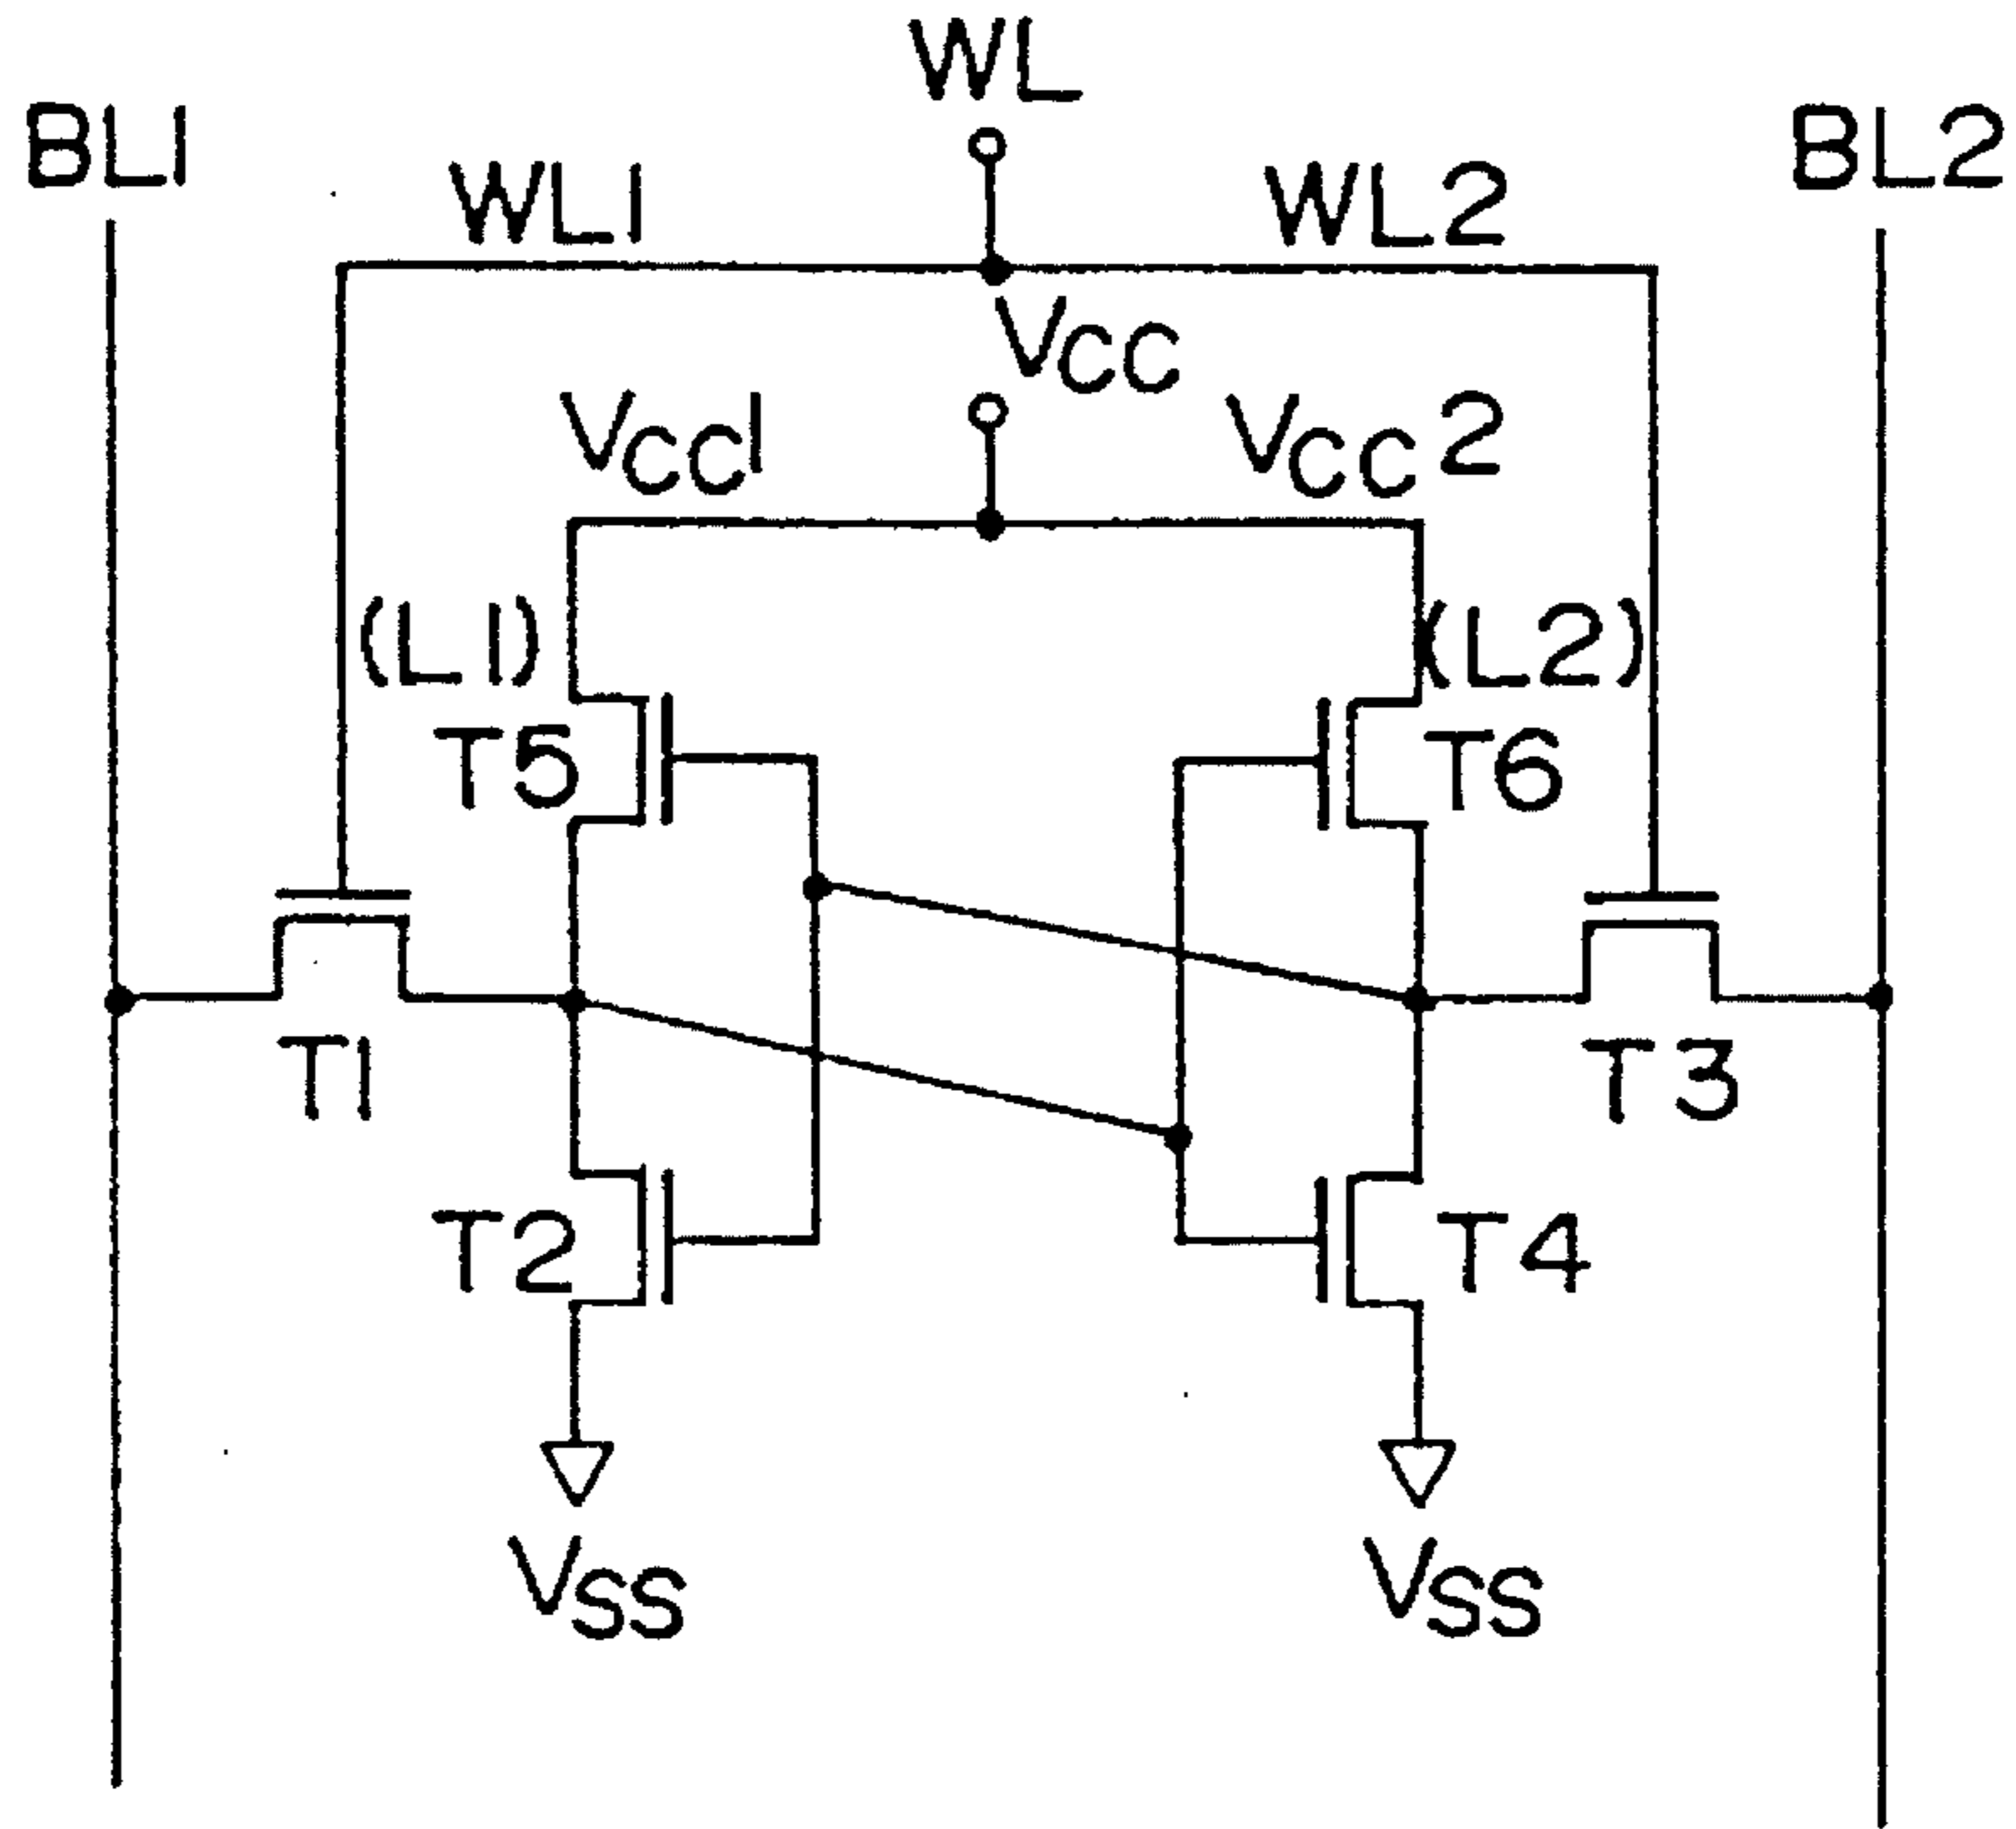 WL
BL1 BL2
WL1 WL2
VCC
VCC1 VCC2
(L1) (L2)
T5 T6
T1 T3
T2 T4
VSS VSS